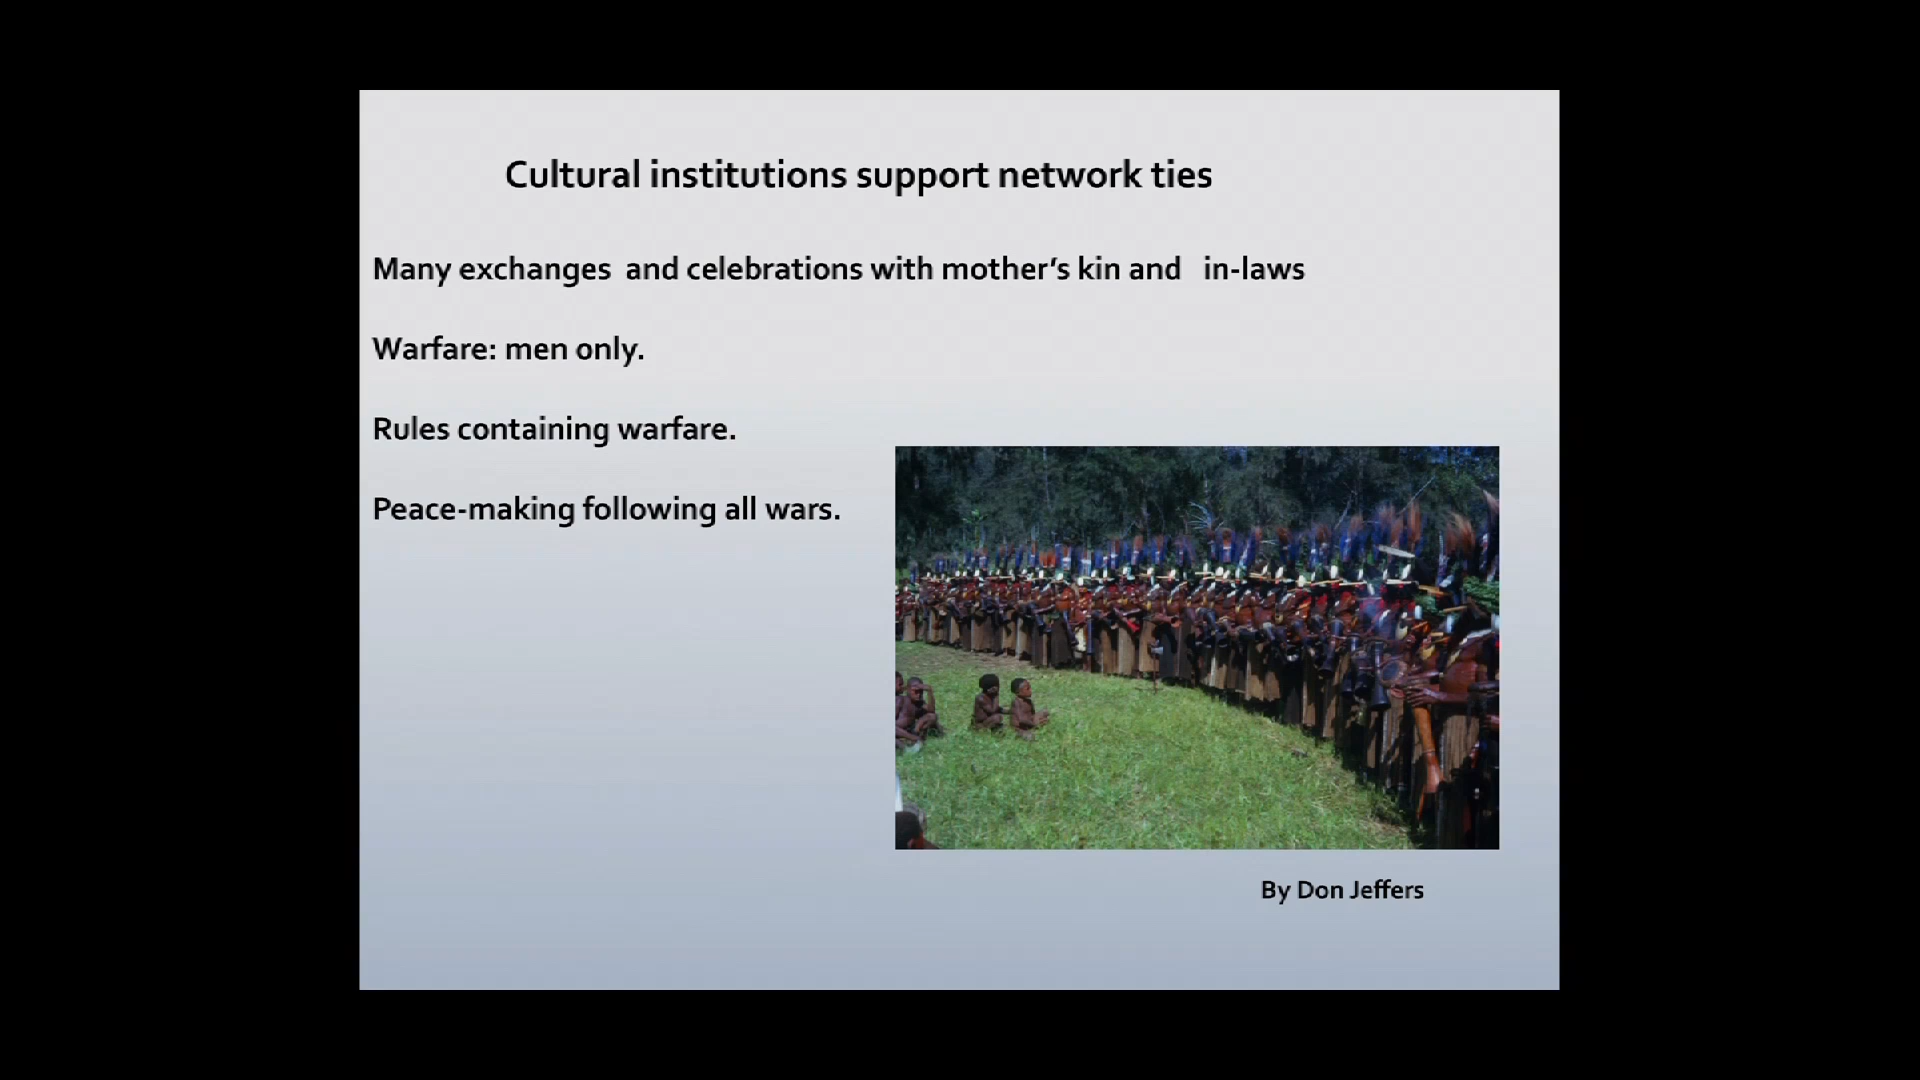 Cultural institutions support network ties
Many exchanges  and celebrations with mother’s kin and   in-laws
Warfare: men only.
Rules containing warfare.
Peace-making following all wars.
By Don Jeffers